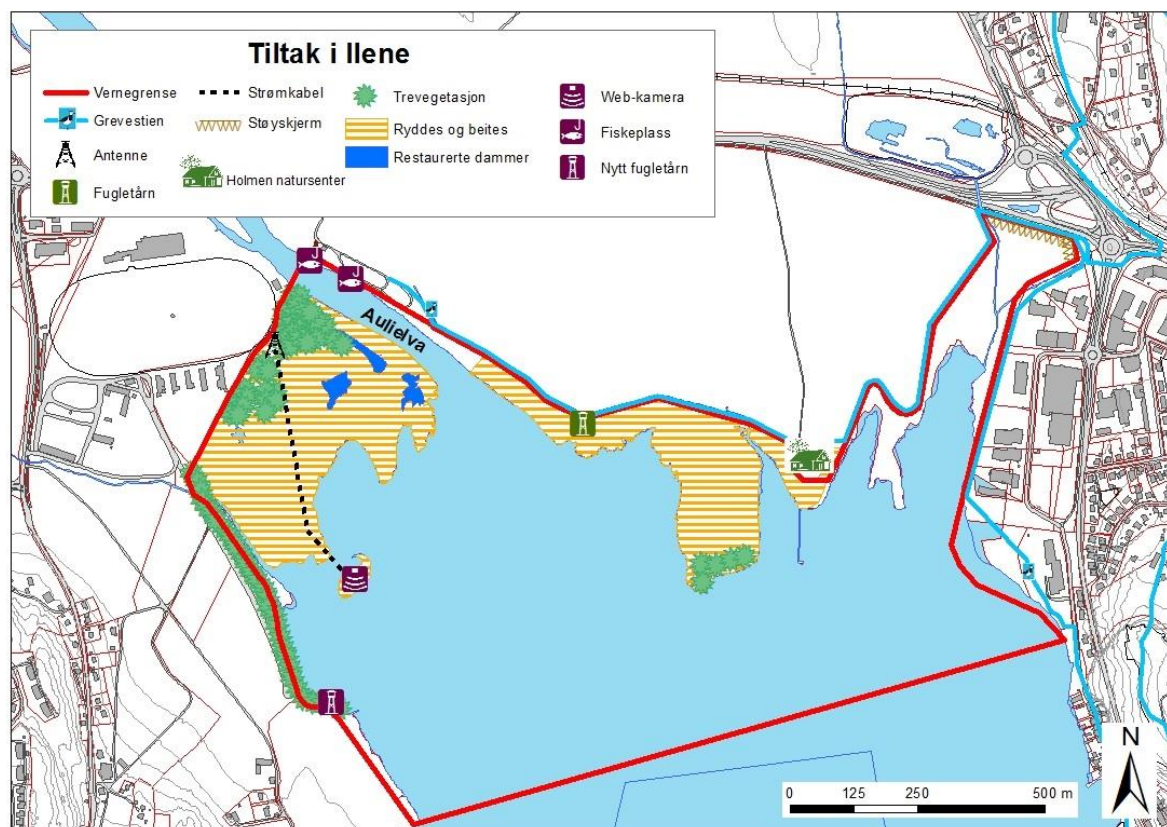 Tiltak i Ilene
Vernegrense
Grevestien
Antenne
Fugletårn
Strømkabel
Støyskjerm
Holmen natursenter
Trevegetasjon
Ryddes og beites
Restaurerte dammer
Web-kamera
Fiskeplass
Nytt fugletårn
Aulielva
N
0 125 250 500 m